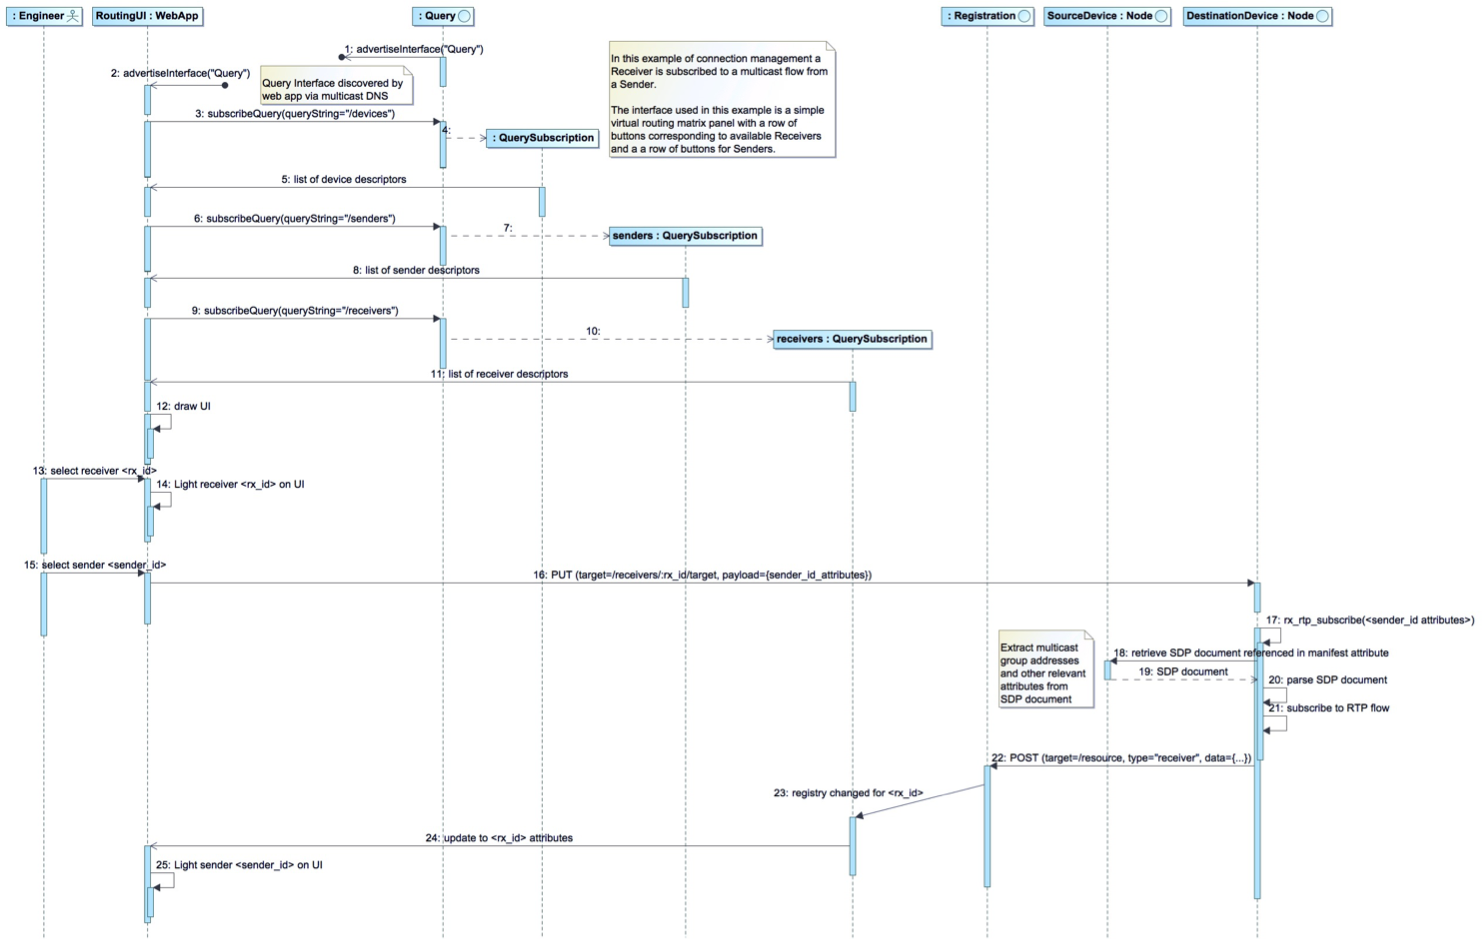 : Engineer
RoutingUI : WebApp
: Query
: Registration
SourceDevice : Node
DestinationDevice : Node
1: advertiseInterface("Query")
2: advertiseInterface("Query")
Query Interface discovered by
web app via multicast DNS
In this example of connection management a
Receiver is subscribed to a multicast flow from
a Sender.
The interface used in this example is a simple
virtual routing matrix panel with a row of
buttons corresponding to available Receivers
and a a row of buttons for Senders.
3: subscribeQuery(queryString="/devices")
4:
: QuerySubscription
5: list of device descriptors
6: subscribeQuery(queryString="/senders")
7:
senders : QuerySubscription
8: list of sender descriptors
9: subscribeQuery(queryString="/receivers")
10:
receivers : QuerySubscription
11: list of receiver descriptors
12: draw UI
13: select receiver <rx_id>
14: Light receiver <rx_id> on UI
15: select sender <sender_id>
16: PUT (target=/receivers/:rx_id/target, payload={sender_id_attributes})
17: rx_rtp_subscribe(<sender_id attributes>)
Extract multicast
group addresses
and other relevant
attributes from
SDP document
18: retrieve SDP document referenced in manifest attribute
19: SDP document
20: parse SDP document
21: subscribe to RTP flow
22: POST (target=/resource, type="receiver", data={...})
23: registry changed for <rx_id>
24: update to <rx_id> attributes
25: Light sender <sender_id> on UI